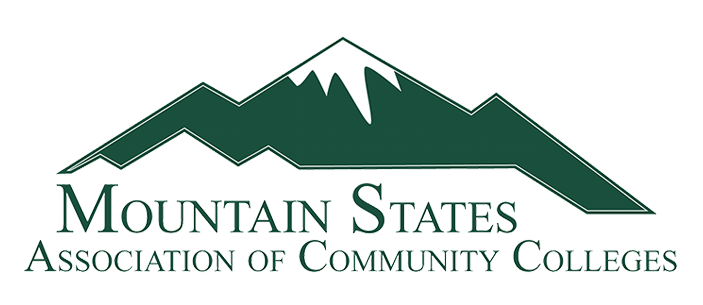 Mountain States
Association of Community Colleges